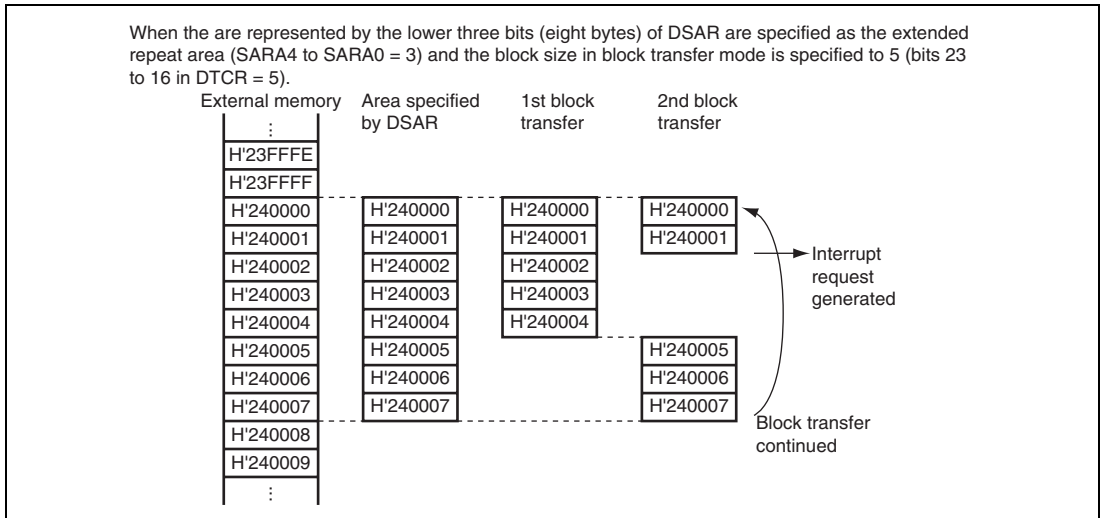 When the are represented by the lower three bits (eight bytes) of DSAR are specified as the extended
repeat area (SARA4 to SARA0 = 3) and the block size in block transfer mode is specified to 5 (bits 23
to 16 in DTCR = 5).
External memory
Area specified
by DSAR
1st block
transfer
2nd block
transfer
⋮
H'23FFFE
H'23FFFF
H'240000 H'240000 H'240000 H'240000
H'240001 H'240001 H'240001 H'240001
H'240002 H'240002 H'240002
H'240003 H'240003 H'240003
H'240004 H'240004 H'240004
H'240005 H'240005 H'240005
H'240006 H'240006 H'240006
H'240007 H'240007 H'240007
H'240008
H'240009
⋮
Interrupt
request
generated
Block transfer
continued